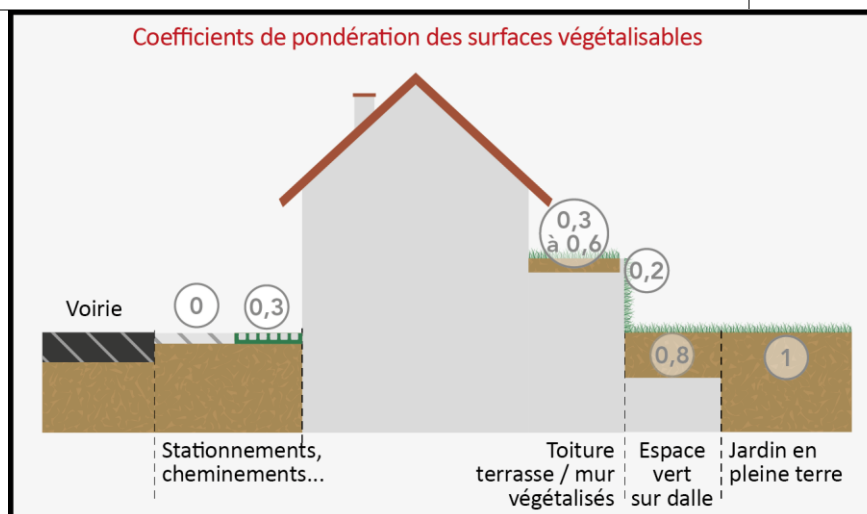 Coefficients de pondération des surfaces végétalisables
0,3
à 0,6
0,2
Voirie
0
0,3
0,8
1
Stationnements,
cheminements...
Toiture
terrasse / mur
végétalisés
Espace
vert
sur dalle
Jardin en
pleine terre